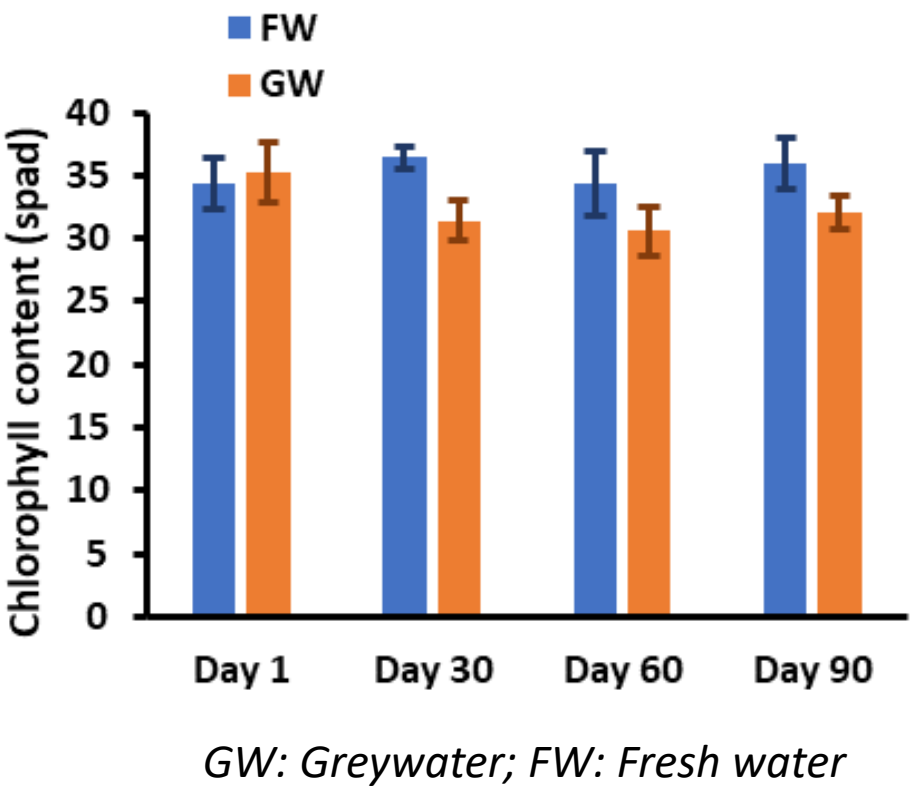 FW
GW
Chlorophyll content (spad)
40
35
30
25
20
15
10
5
0
Day 1 Day 30 Day 60 Day 90
GW: Greywater; FW: Fresh water